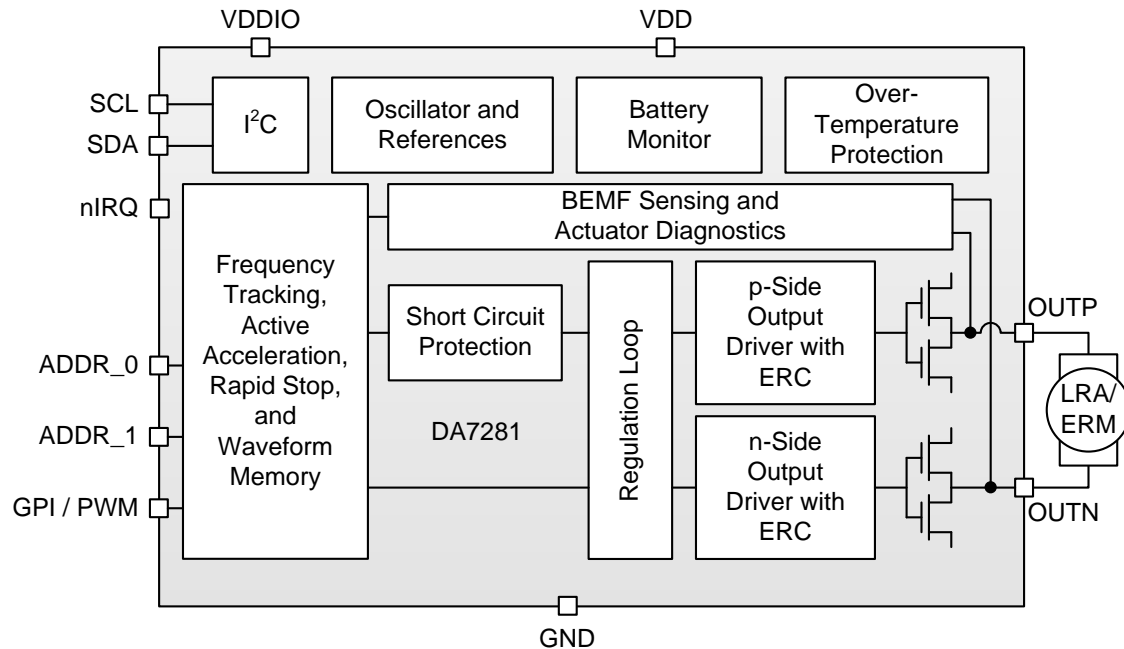 VDDIO
VDD
SCL
SDA
nIRQ
ADDR_0
ADDR_1
GPI / PWM
I²C
Oscillator and
References
Battery
Monitor
Over-
Temperature
Protection
BEMF Sensing and
Actuator Diagnostics
Frequency
Tracking,
Active
Acceleration,
Rapid Stop,
and
Waveform
Memory
Short Circuit
Protection
DA7281
Regulation Loop
p-Side
Output
Driver with
ERC
n-Side
Output
Driver with
ERC
OUTP
LRA/
ERM
OUTN
GND